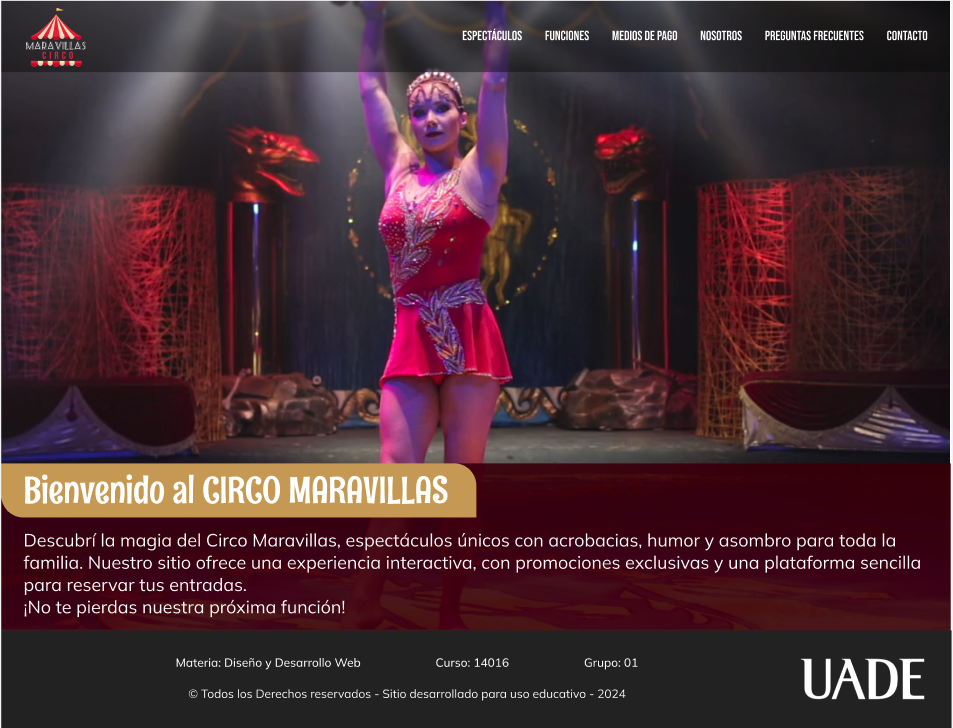 MARAVILLAS
CIRCO
ESPECTÁCULOS FUNCIONES MEDIOS DE PAGO NOSOTROS PREGUNTAS FRECUENTES CONTACTO
Bienvenido al CIRCO MARAVILLAS
Descubrí la magia del Circo Maravillas, espectáculos únicos con acrobacias, humor y asombro para toda la
familia. Nuestro sitio ofrece una experiencia interactiva, con promociones exclusivas y una plataforma sencilla
para reservar tus entradas.
¡No te pierdas nuestra próxima función!
Materia: Diseño y Desarrollo Web Curso: 14016 Grupo: 01
© Todos los Derechos reservados - Sitio desarrollado para uso educativo - 2024
UADE